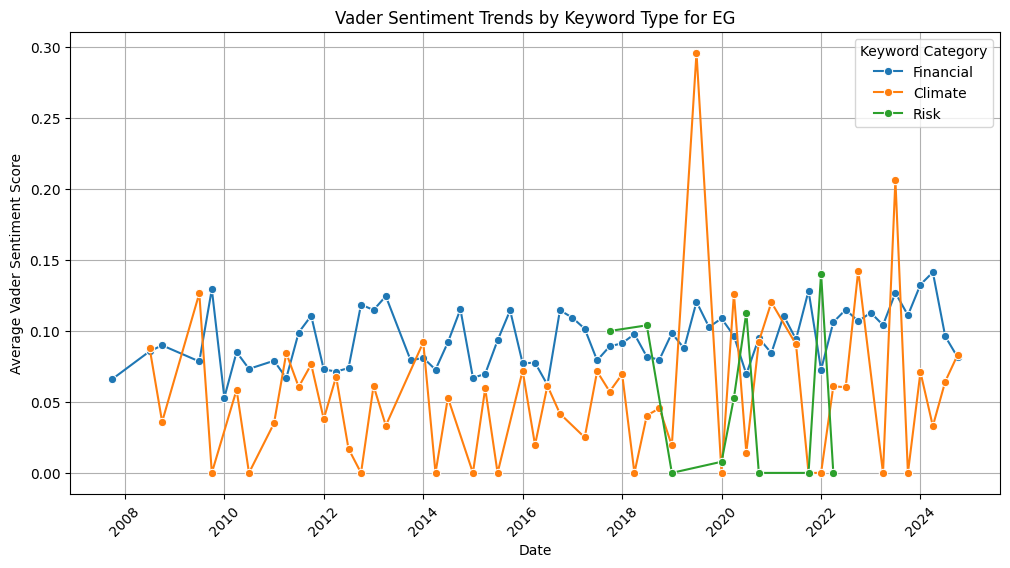 Vader Sentiment Trends by Keyword Type for EG
Keyword Category
Financial
Climate
Risk
Average Vader Sentiment Score
0.30
0.25
0.20
0.15
0.10
0.05
0.00
2008
2010
2012
2014
2016
2018
2020
2022
2024
Date